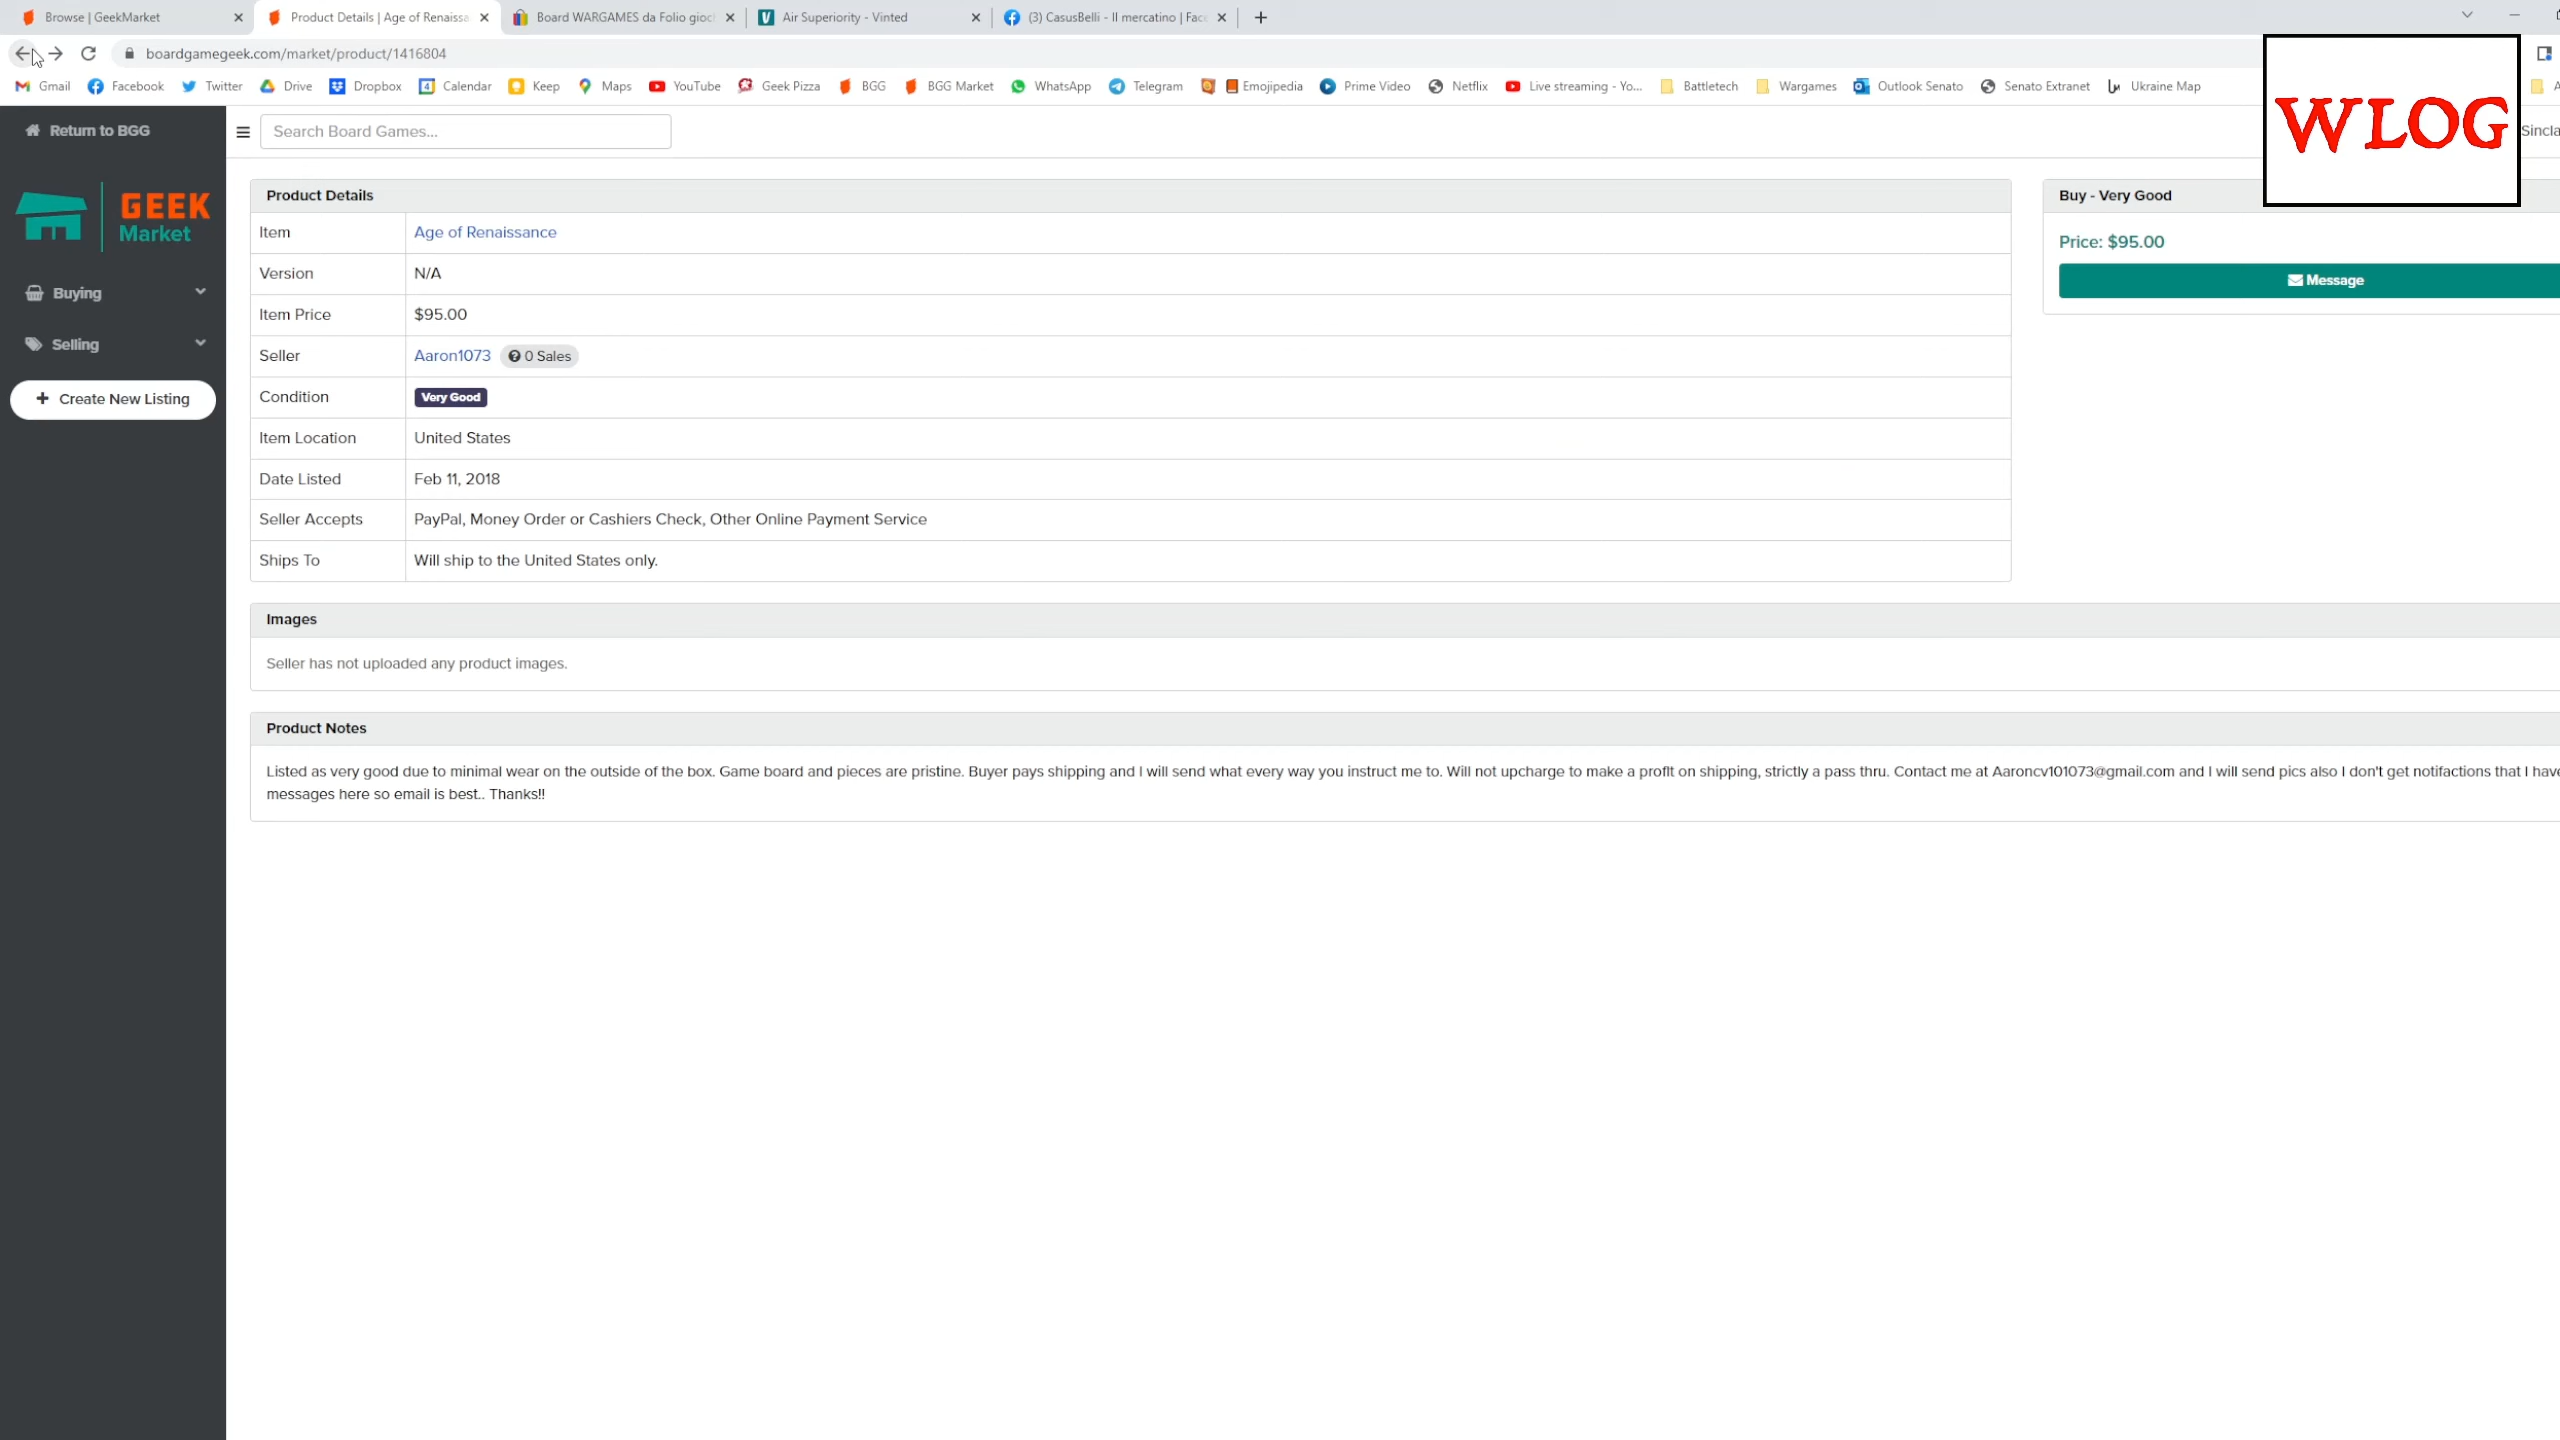 Browse | GeekMarket
Product Details | Age of Renaissa
Board WARGAMES da Folio gioch
Air Superiority - Vinted
(3) CasusBelli - Il mercatino | Face
boardgamegeek.com/market/product/1416804
Gmail Facebook Twitter Drive Dropbox Calendar Keep Maps YouTube Geek Pizza BGG BGG Market WhatsApp Telegram Emojipedia Prime Video Netflix Live streaming - Yo... Battletech Wargames Outlook Senato Senato Extranet Ukraine Map
WLOG
Return to BGG
Search Board Games...
Sincla
GEEK
Market
Buying
Selling
+ Create New Listing
Product Details
Item Age of Renaissance
Version N/A
Item Price $95.00
Seller Aaron1073 0 Sales
Condition Very Good
Item Location United States
Date Listed Feb 11, 2018
Seller Accepts PayPal, Money Order or Cashiers Check, Other Online Payment Service
Ships To Will ship to the United States only.
Buy - Very Good
Price: $95.00
Message
Images
Seller has not uploaded any product images.
Product Notes
Listed as very good due to minimal wear on the outside of the box. Game board and pieces are pristine. Buyer pays shipping and I will send what every way you instruct me to. Will not upcharge to make a profit on shipping, strictly a pass thru. Contact me at Aaroncv101073@gmail.com and I will send pics also I don't get notifactions that I have
messages here so email is best.. Thanks!!